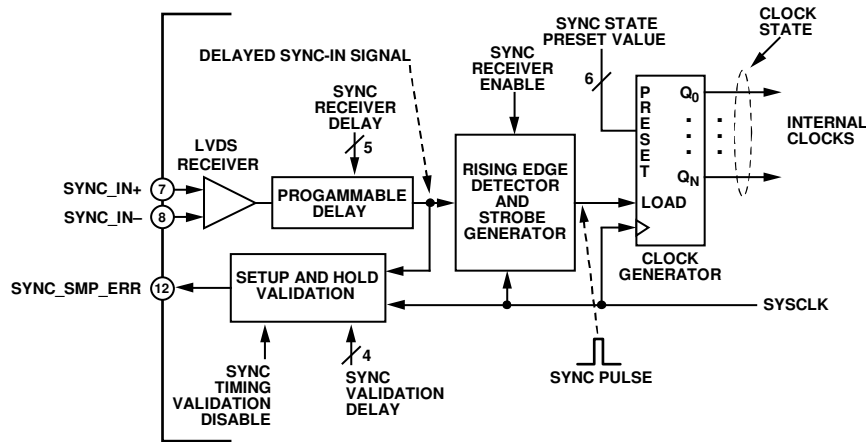 SYNC STATE
PRESET VALUE
CLOCK
STATE
DELAYED SYNC-IN SIGNAL
SYNC
RECEIVER
ENABLE
SYNC
RECEIVER
DELAY
6
PRESET
Q0
INTERNAL
CLOCKS
LVDS
RECEIVER
5
SYNC_IN+
7
SYNC_IN–
8
PROGAMMABLE
DELAY
RISING EDGE
DETECTOR
AND
STROBE
GENERATOR
QN
LOAD
CLOCK
GENERATOR
SETUP AND HOLD
VALIDATION
SYNC_SMP_ERR
12
SYSCLK
4
SYNC
TIMING
VALIDATION
DISABLE
SYNC
VALIDATION
DELAY
SYNC PULSE